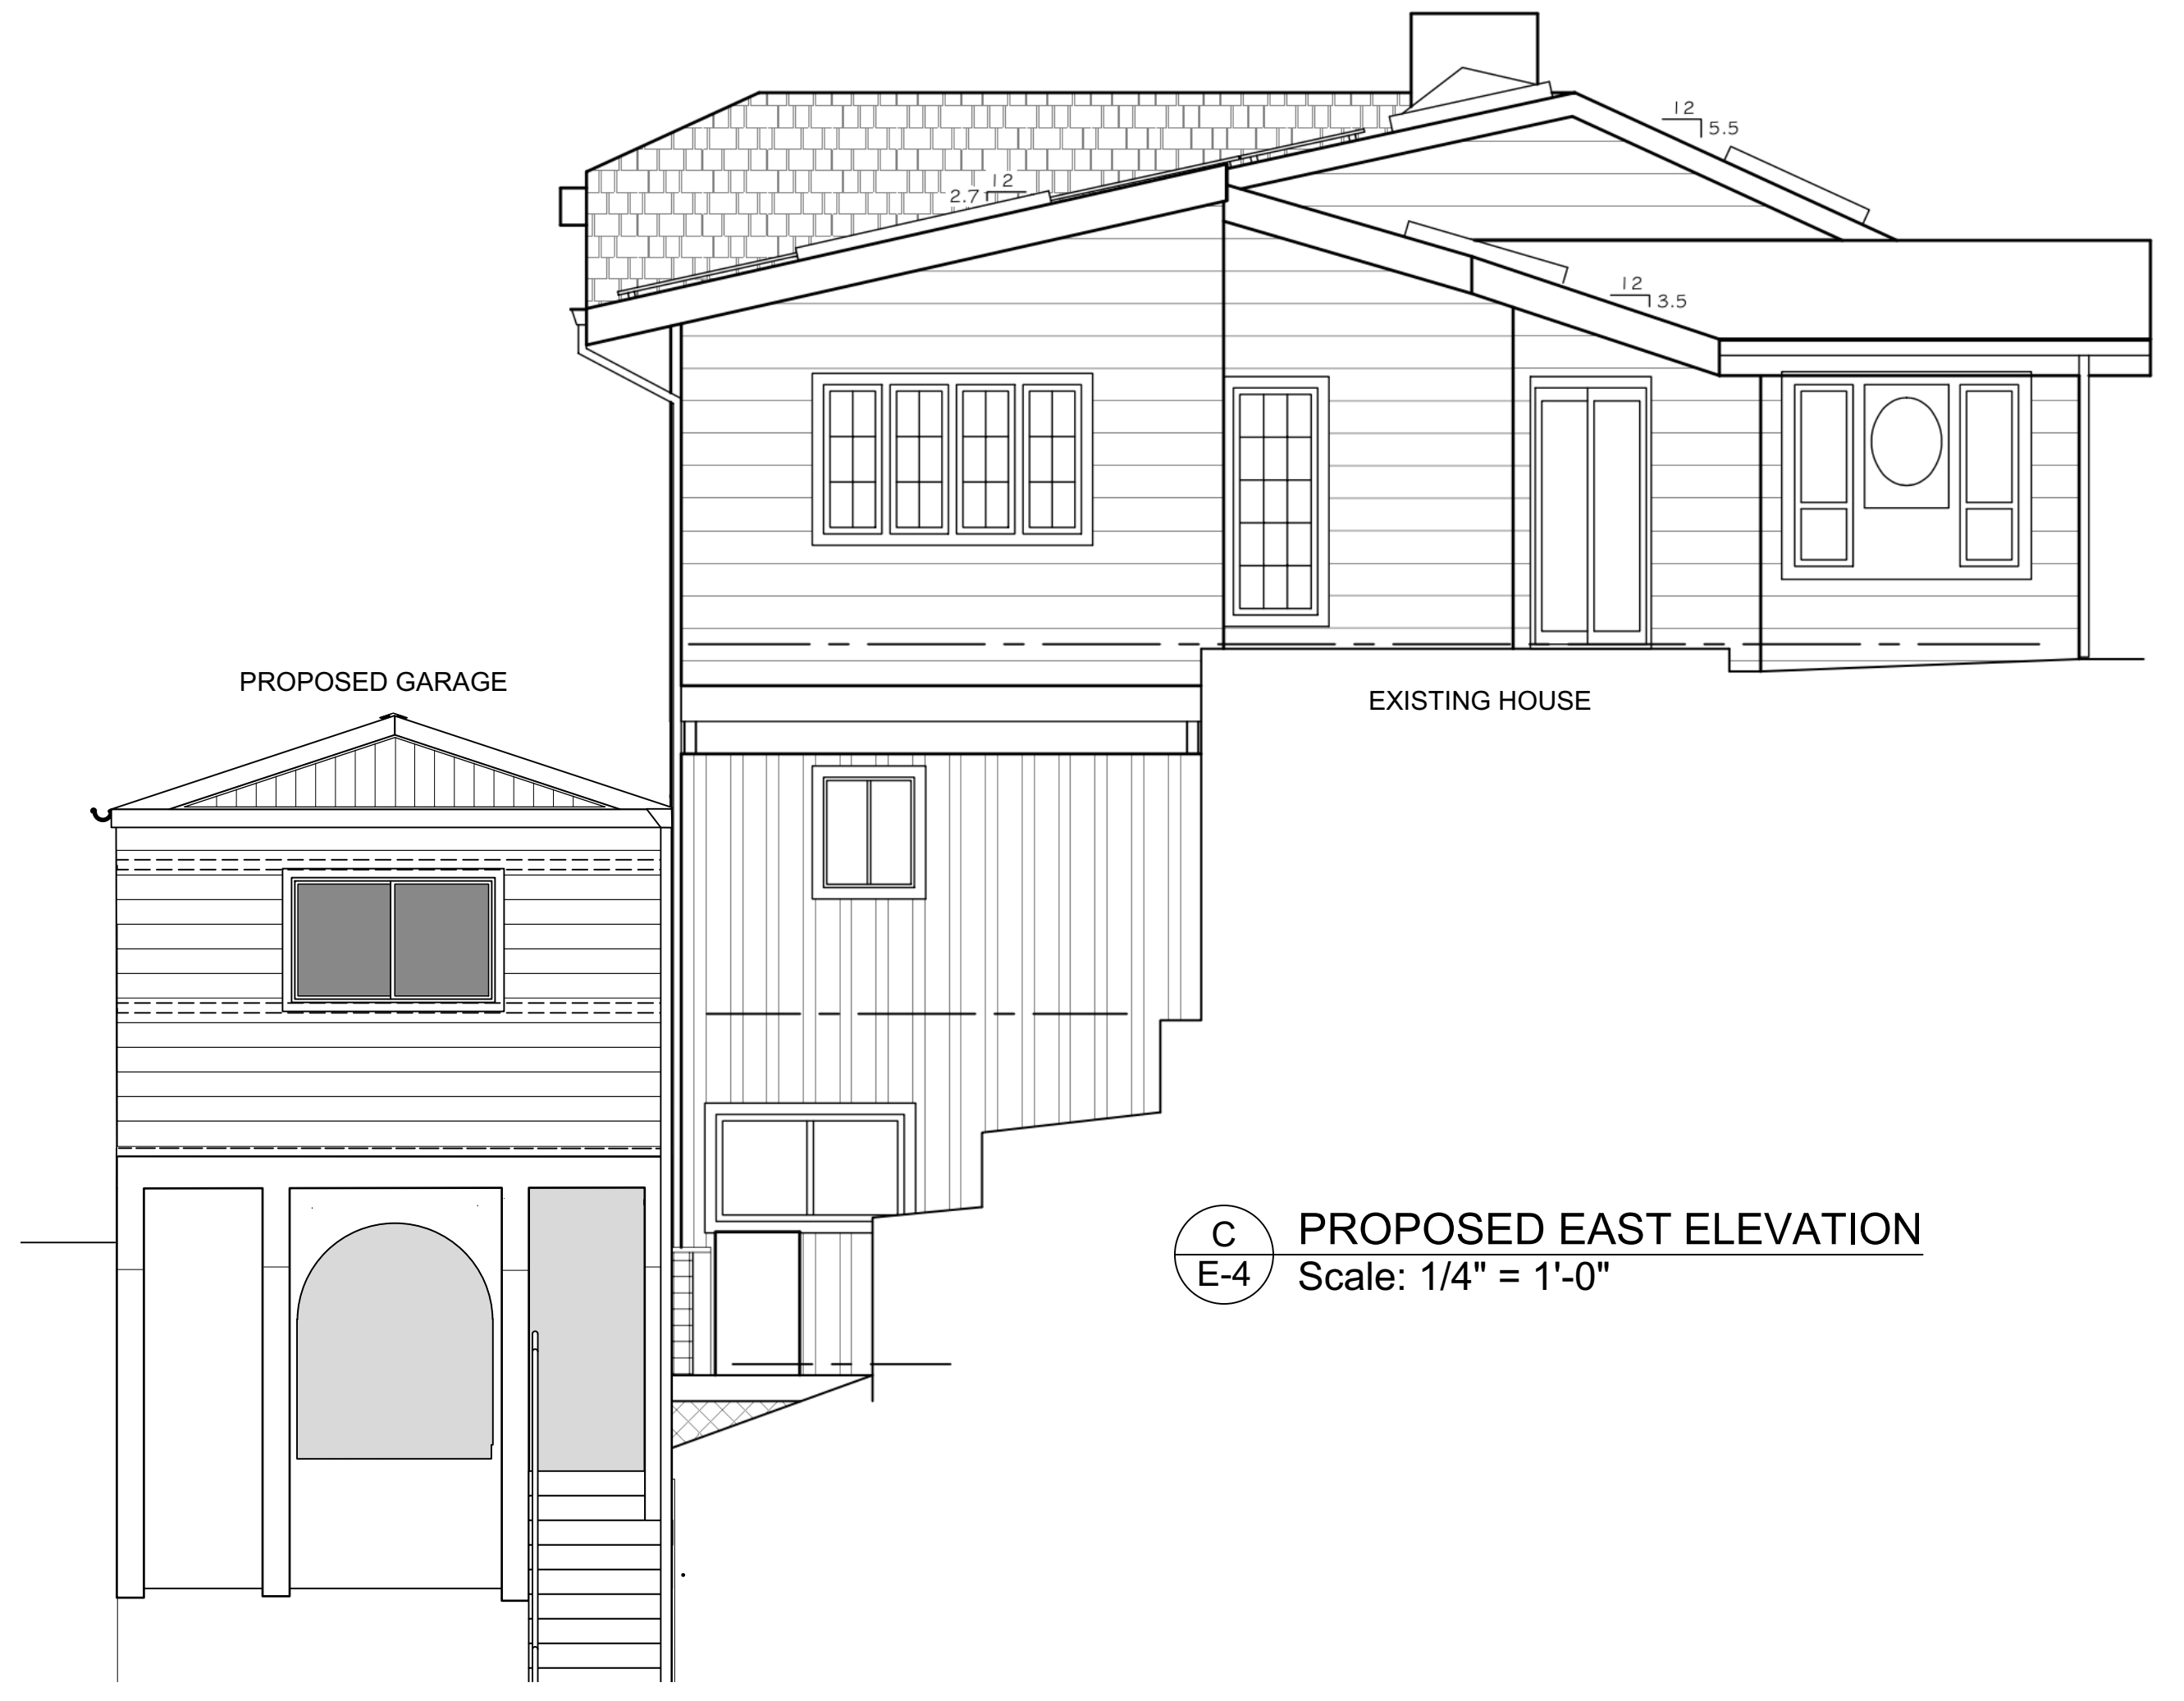 12
5.5
12
2.7
12
3.5
PROPOSED GARAGE
EXISTING HOUSE
C
E-4
PROPOSED EAST ELEVATION
Scale: 1/4" = 1'-0"